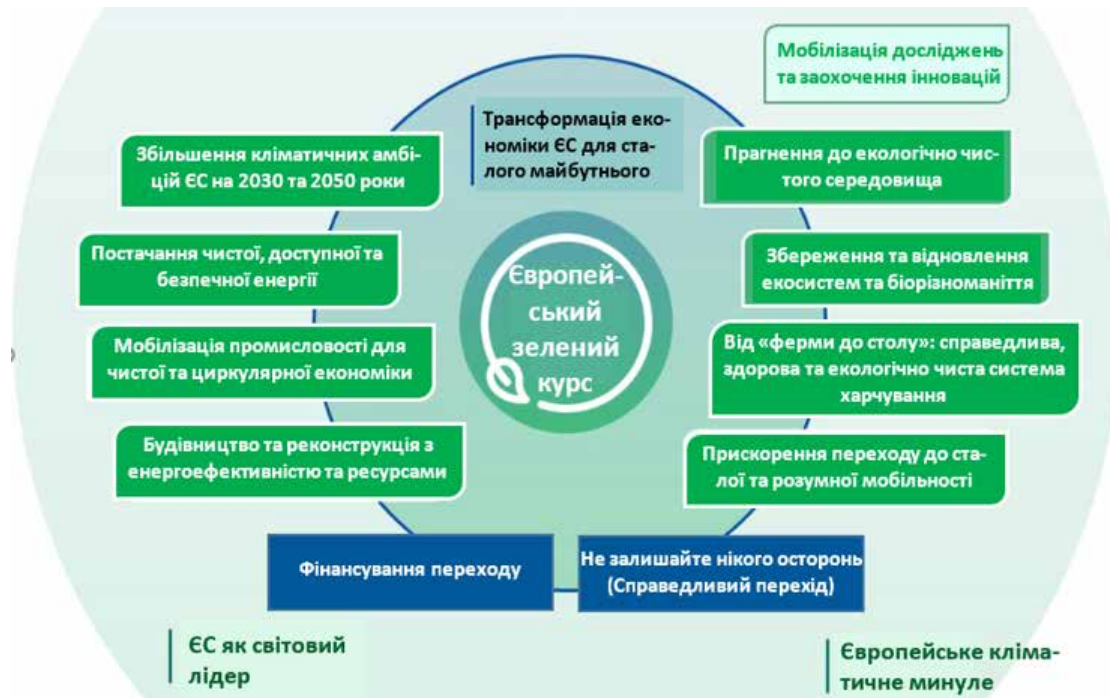 Мобілізація досліджень
та заохочення інновацій
Трансформація еко-
номіки ЄС для ста-
лого майбутнього
Збільшення кліматичних амбі-
цій ЄС на 2030 та 2050 роки
Прагнення до екологічно чис-
того середовища
Постачання чистої, доступної та
безпечної енергії
Збереження та відновлення
екосистем та біорізноманіття
Європей-
ський
зелений
курс
Мобілізація промисловості для
чистої та циркулярної економіки
Від «ферми до столу»: справедлива,
здорова та екологічно чиста система
харчування
Будівництво та реконструкція з
енергоефективністю та ресурсами
Прискорення переходу до ста-
лої та розумної мобільності
Фінансування переходу
Не залишайте нікого осторонь
(Справедливий перехід)
ЄС як світовий
лідер
Європейське кліма-
тичне минуле